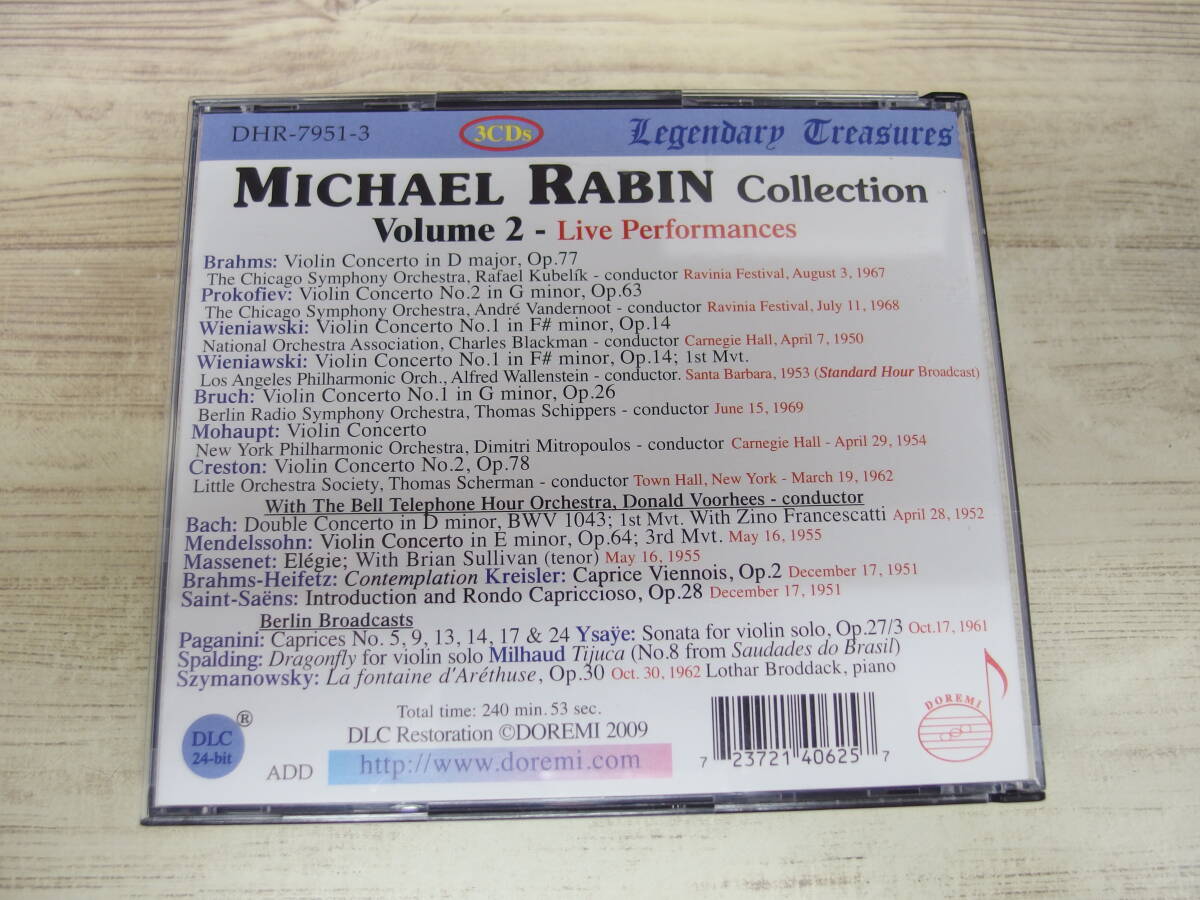 DHR-7951-3 3CDs Legendary Treasures
MICHAEL RABIN Collection
Volume 2 - Live Performances
Brahms: Violin Concerto in D major, Op.77
The Chicago Symphony Orchestra, Rafael Kubelík - conductor Ravinia Festival, August 3, 1967
Prokofiev: Violin Concerto No.2 in G minor, Op.63
The Chicago Symphony Orchestra, André Vandernoot - conductor Ravinia Festival, July 11, 1968
Wieniawski: Violin Concerto No.1 in F# minor, Op.14
National Orchestra Association, Charles Blackman - conductor Carnegie Hall, April 7, 1950
Wieniawski: Violin Concerto No.1 in F# minor, Op.14; 1st Mvt.
Los Angeles Philharmonic Orch., Alfred Wallenstein - conductor. Santa Barbara, 1953 (Standard Hour Broadcast)
Bruch: Violin Concerto No.1 in G minor, Op.26
Berlin Radio Symphony Orchestra, Thomas Schippers - conductor June 15, 1969
Mohaupt: Violin Concerto
New York Philharmonic Orchestra, Dimitri Mitropoulos - conductor Carnegie Hall - April 29, 1954
Creston: Violin Concerto No.2, Op.78
Little Orchestra Society, Thomas Scherman - conductor Town Hall, New York - March 19, 1962
With The Bell Telephone Hour Orchestra, Donald Voorhees - conductor
Bach: Double Concerto in D minor, BWV 1043; 1st Mvt. With Zino Francescatti April 28, 1952
Mendelssohn: Violin Concerto in E minor, Op.64; 3rd Mvt. May 16, 1955
Massenet: Elégie; With Brian Sullivan (tenor) May 16, 1955
Brahms-Heifetz: Contemplation Kreisler: Caprice Viennois, Op.2 December 17, 1951
Saint-Saëns: Introduction and Rondo Capriccioso, Op.28 December 17, 1951
Berlin Broadcasts
Paganini: Caprices No. 5, 9, 13, 14, 17 & 24 Ysaÿe: Sonata for violin solo, Op.27/3 Oct.17, 1961
Spalding: Dragonfly for violin solo Milhaud Tijuca (No.8 from Saudades do Brasil)
Szymanowsky: La fontaine d'Aréthuse, Op.30 Oct. 30, 1962 Lothar Broddack, piano
Total time: 240 min. 53 sec.
DLC Restoration ©DOREMI 2009
DLC ®
24-bit
ADD
http://www.doremi.com
7 23721 40625 7
DOREMI